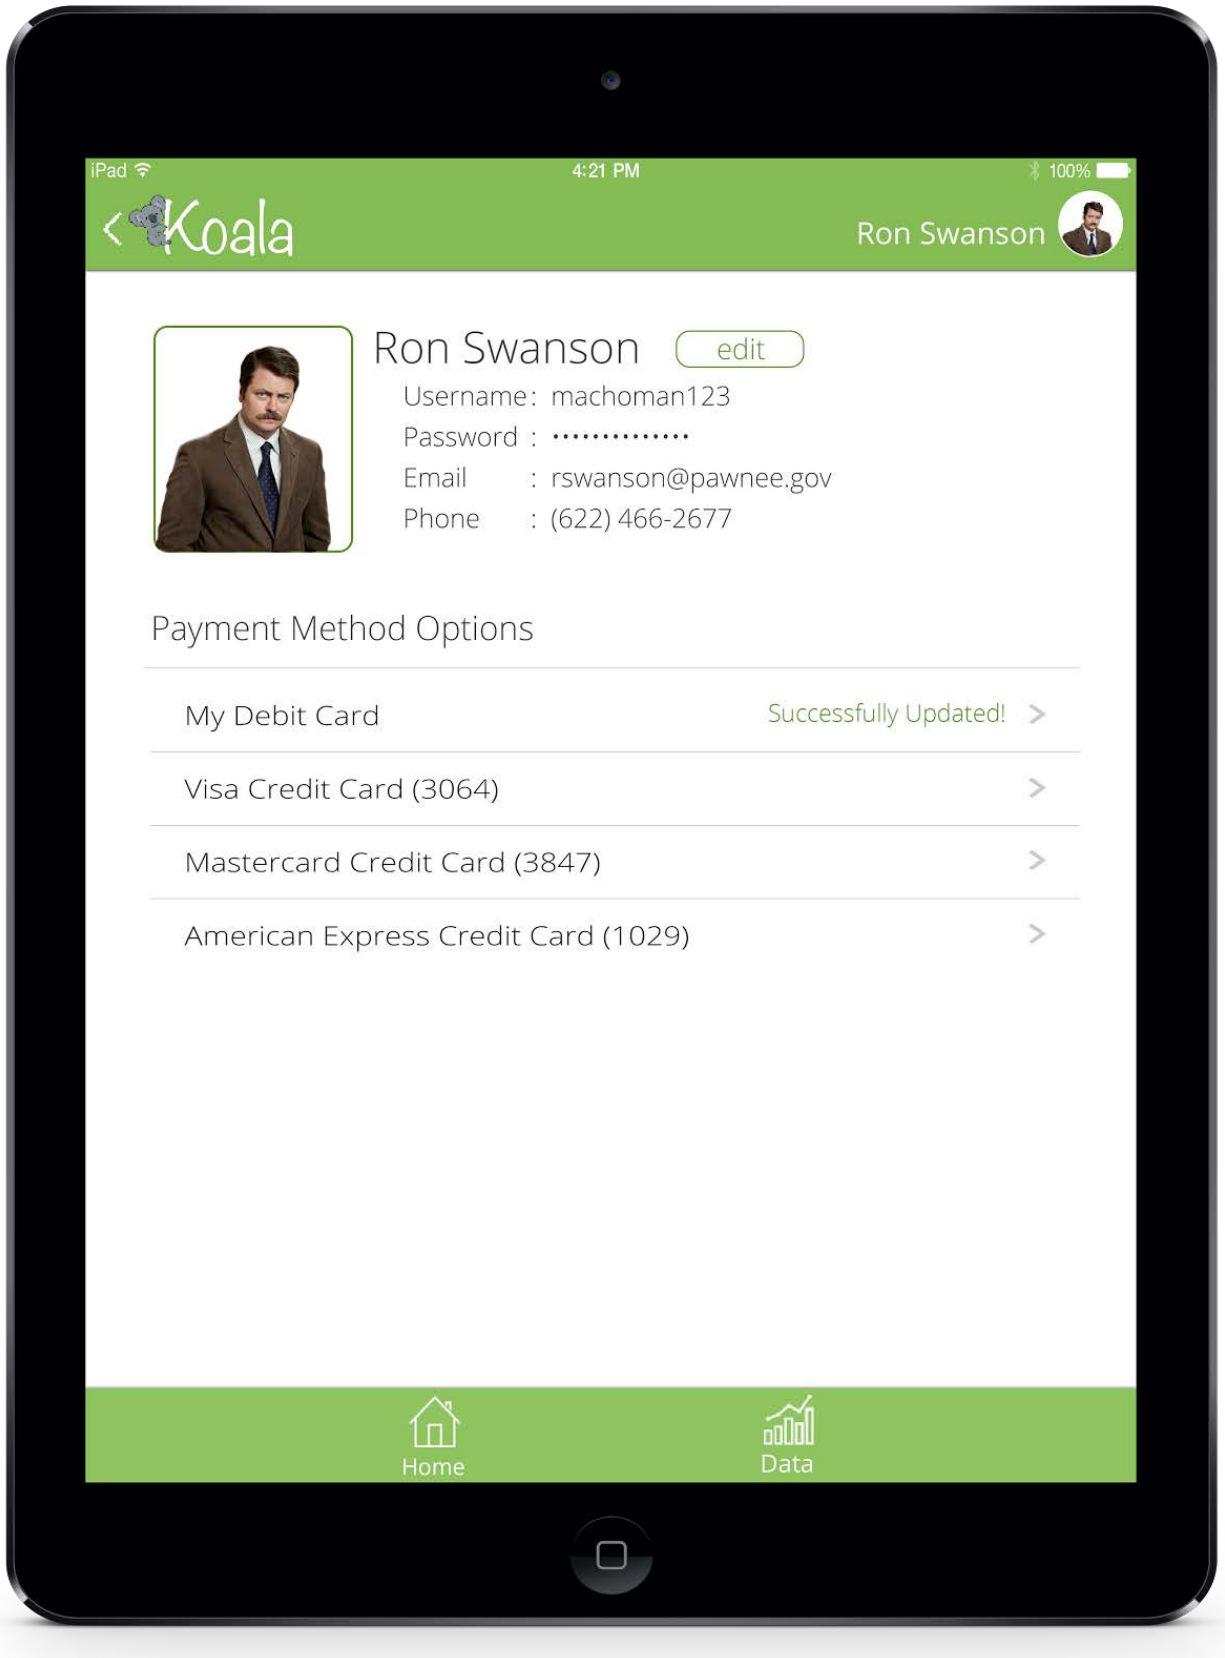 iPad 4:21 PM 100%
Koala Ron Swanson
Ron Swanson edit
Username: machoman123
Password : ••••••••••••••
Email : rswanson@pawnee.gov
Phone : (622) 466-2677
Payment Method Options
My Debit Card Successfully Updated! >
Visa Credit Card (3064) >
Mastercard Credit Card (3847) >
American Express Credit Card (1029) >
Home Data